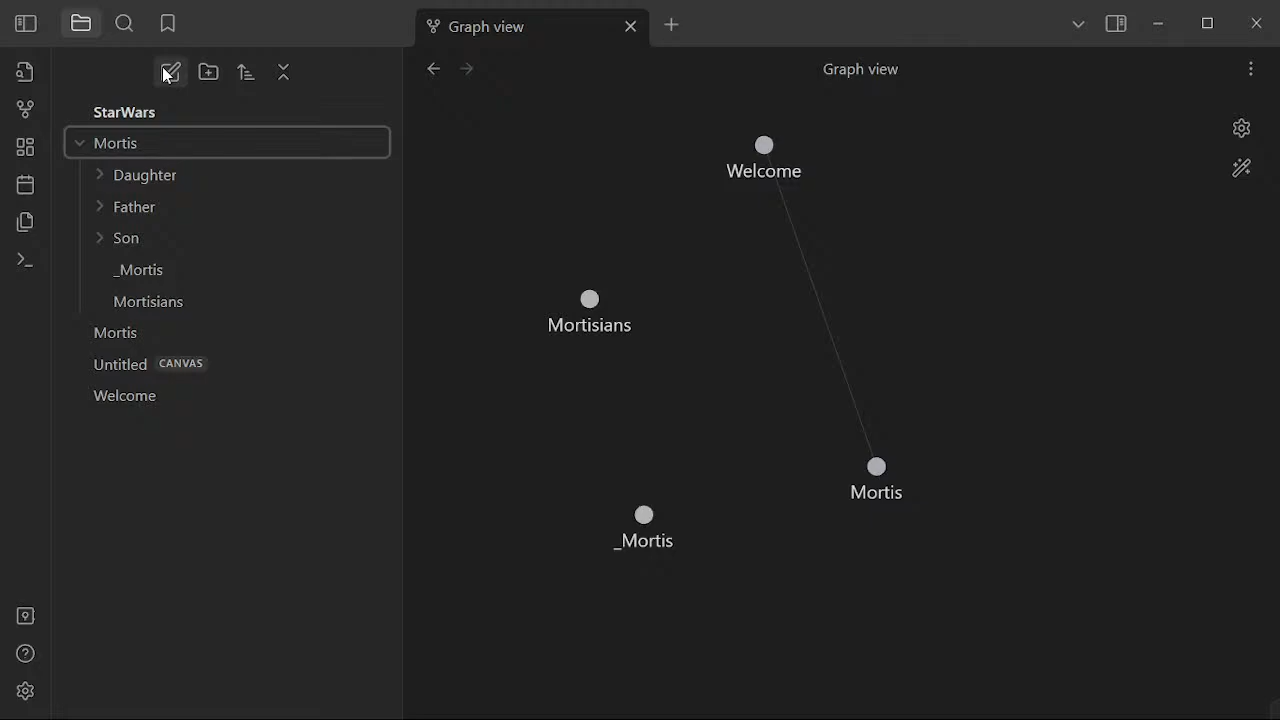 Graph view
Graph view
StarWars
Mortis
Daughter
Father
Son
_Mortis
Mortisians
Mortis
Untitled CANVAS
Welcome
Welcome
Mortisians
Mortis
_Mortis